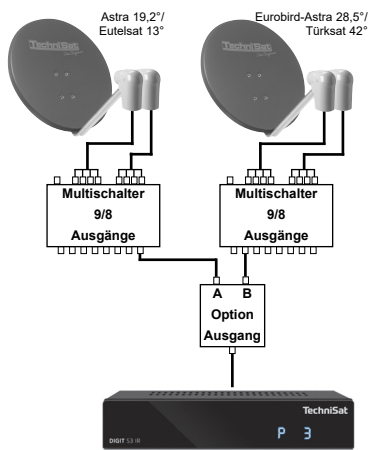 Astra 19,2°/
Eutelsat 13°
Eurobird-Astra 28,5°/
Türksat 42°
TechniSat
TechniSat
Multischalter
9/8
Ausgänge
Multischalter
9/8
Ausgänge
A B
Option
Ausgang
TechniSat
DIGIT S3 IR
P 3